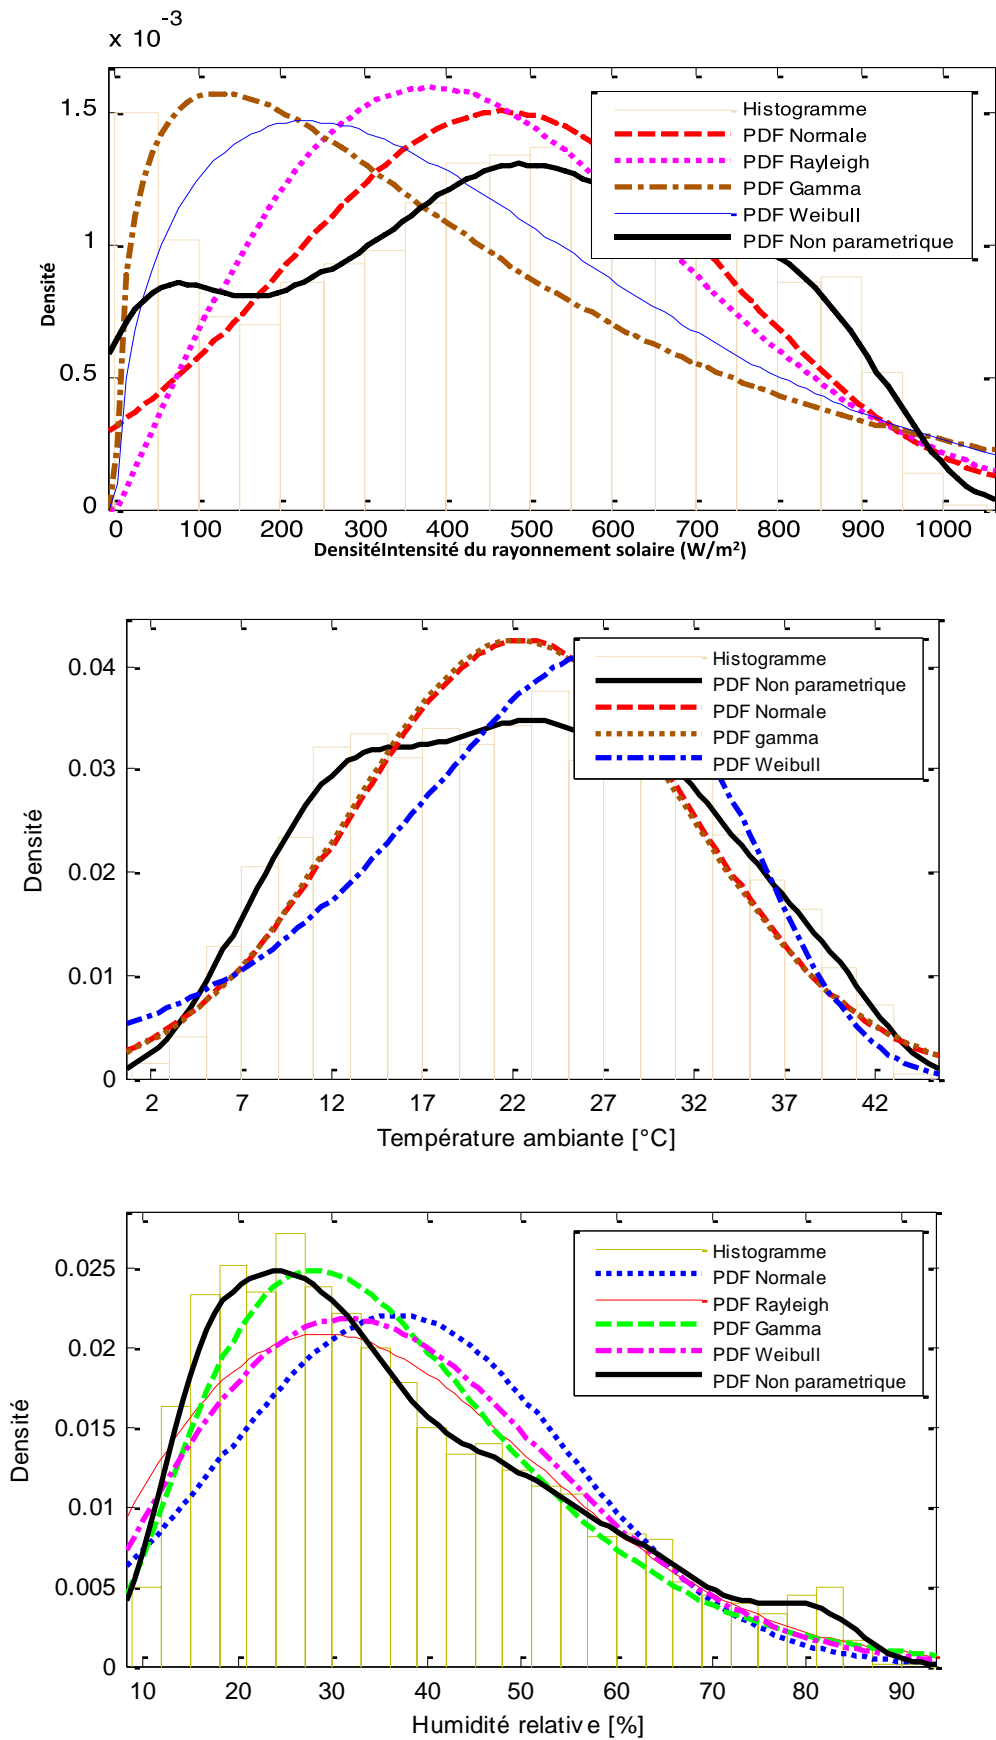 x 10⁻³
1.5
1
0.5
0
Densité
Histogramme
PDF Normale
PDF Rayleigh
PDF Gamma
PDF Weibull
PDF Non parametrique
0 100 200 300 400 500 600 700 800 900 1000
DensitéIntensité du rayonnement solaire (W/m²)
0.04
0.03
0.02
0.01
0
Densité
Histogramme
PDF Non parametrique
PDF Normale
PDF gamma
PDF Weibull
2 7 12 17 22 27 32 37 42
Température ambiante [°C]
0.025
0.02
0.015
0.01
0.005
0
Densité
Histogramme
PDF Normale
PDF Rayleigh
PDF Gamma
PDF Weibull
PDF Non parametrique
10 20 30 40 50 60 70 80 90
Humidité relative [%]